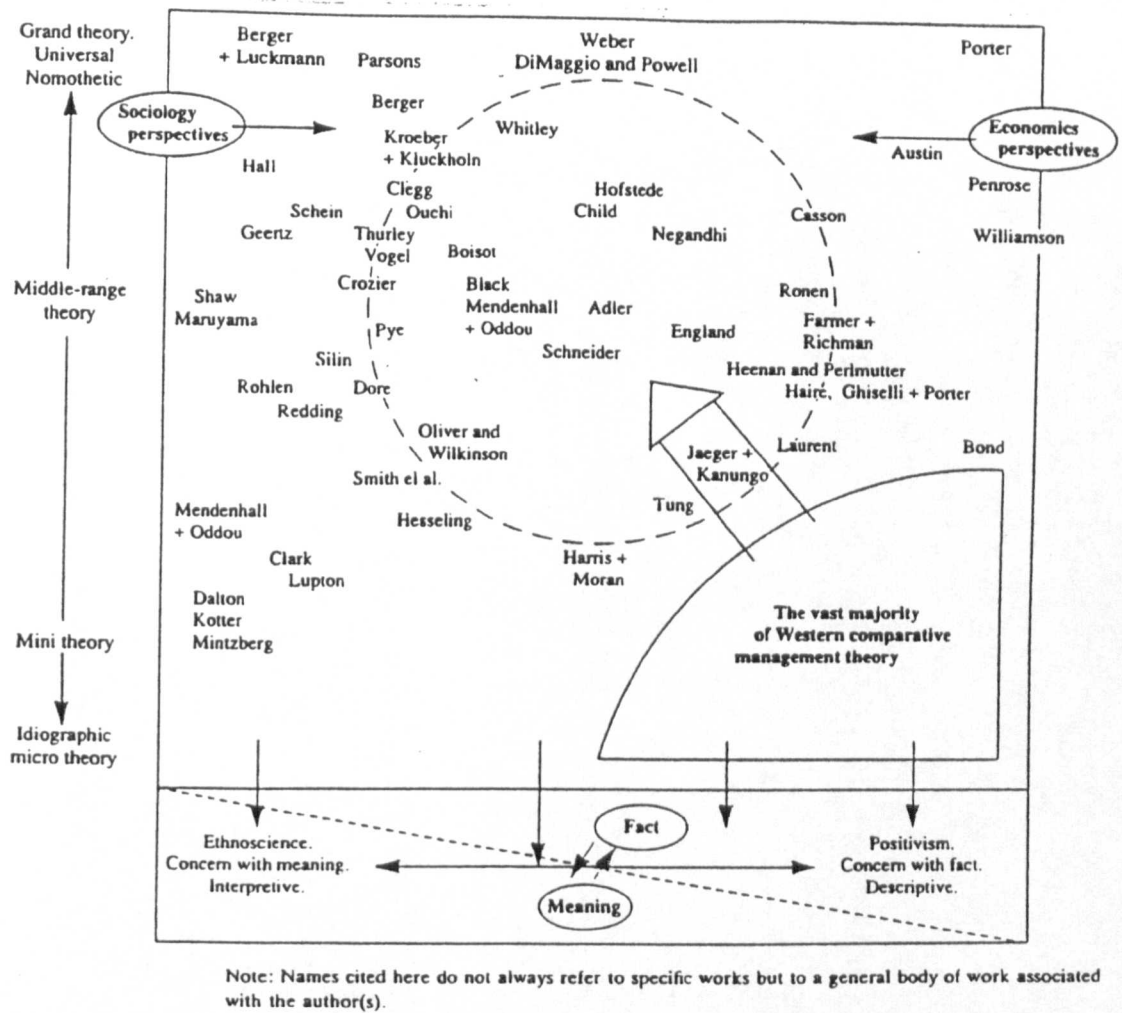 Grand theory.
Universal
Nomothetic
Middle-range
theory
Mini theory
Idiographic
micro theory
Berger
+ Luckmann
Parsons
Weber
DiMaggio and Powell
Porter
Sociology
perspectives
Berger
Whitley
Economics
perspectives
Kroeber
+ Kluckholn
Austin
Hall
Clegg
Hofstede
Penrose
Schein
Ouchi
Child
Casson
Geertz
Thurley
Negandhi
Williamson
Vogel
Boisot
Crozier
Black
Mendenhall
+ Oddou
Adler
Ronen
Shaw
Maruyama
Pye
England
Farmer +
Richman
Schneider
Silin
Heenan and Perlmutter
Rohlen
Dore
Haire, Ghiselli + Porter
Redding
Oliver and
Wilkinson
Laurent
Bond
Jaeger +
Kanungo
Smith el al.
Tung
Mendenhall
+ Oddou
Hesseling
Clark
Lupton
Harris +
Moran
Dalton
Kotter
Mintzberg
The vast majority
of Western comparative
management theory
Ethnoscience.
Concern with meaning.
Interpretive.
Fact
Meaning
Positivism.
Concern with fact.
Descriptive.
Note: Names cited here do not always refer to specific works but to a general body of work associated
with the author(s).